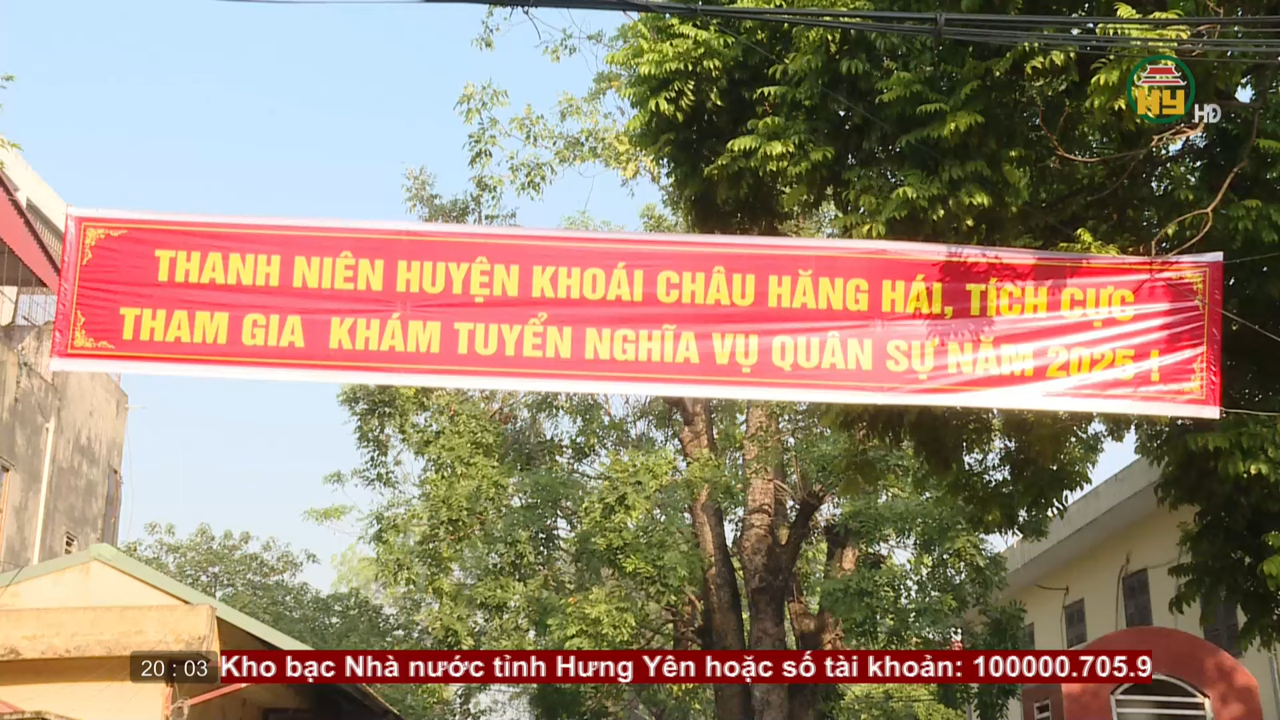 HY HD
THANH NIÊN HUYỆN KHOÁI CHÂU HĂNG HÁI, TÍCH CỰC
THAM GIA KHÁM TUYỂN NGHĨA VỤ QUÂN SỰ NĂM 2025 !
20 : 03 Kho bạc Nhà nước tỉnh Hưng Yên hoặc số tài khoản: 100000.705.9